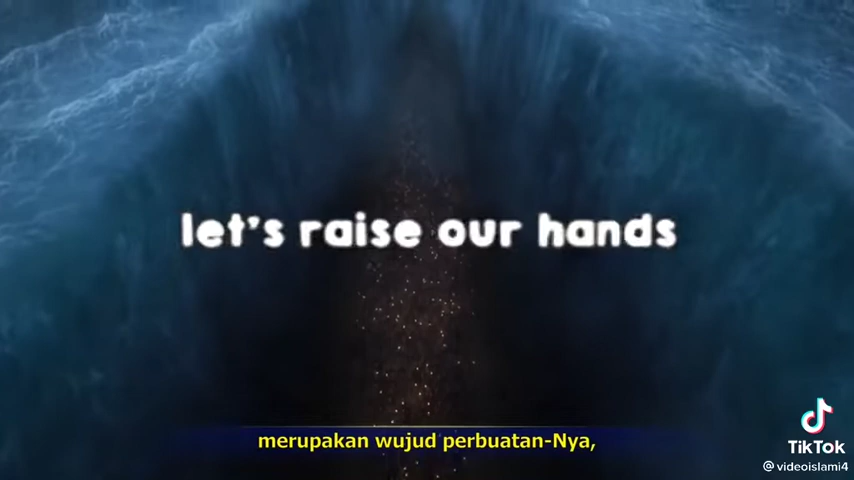 let's raise our hands
merupakan wujud perbuatan-Nya,
TikTok
@videoislami4